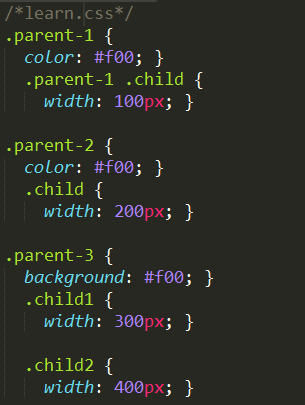 /*learn.css*/
.parent-1 {
  color: #f00; }
  .parent-1 .child {
    width: 100px; }

.parent-2 {
  color: #f00; }
  .child {
    width: 200px; }

.parent-3 {
  background: #f00; }
  .child1 {
    width: 300px; }

  .child2 {
    width: 400px; }